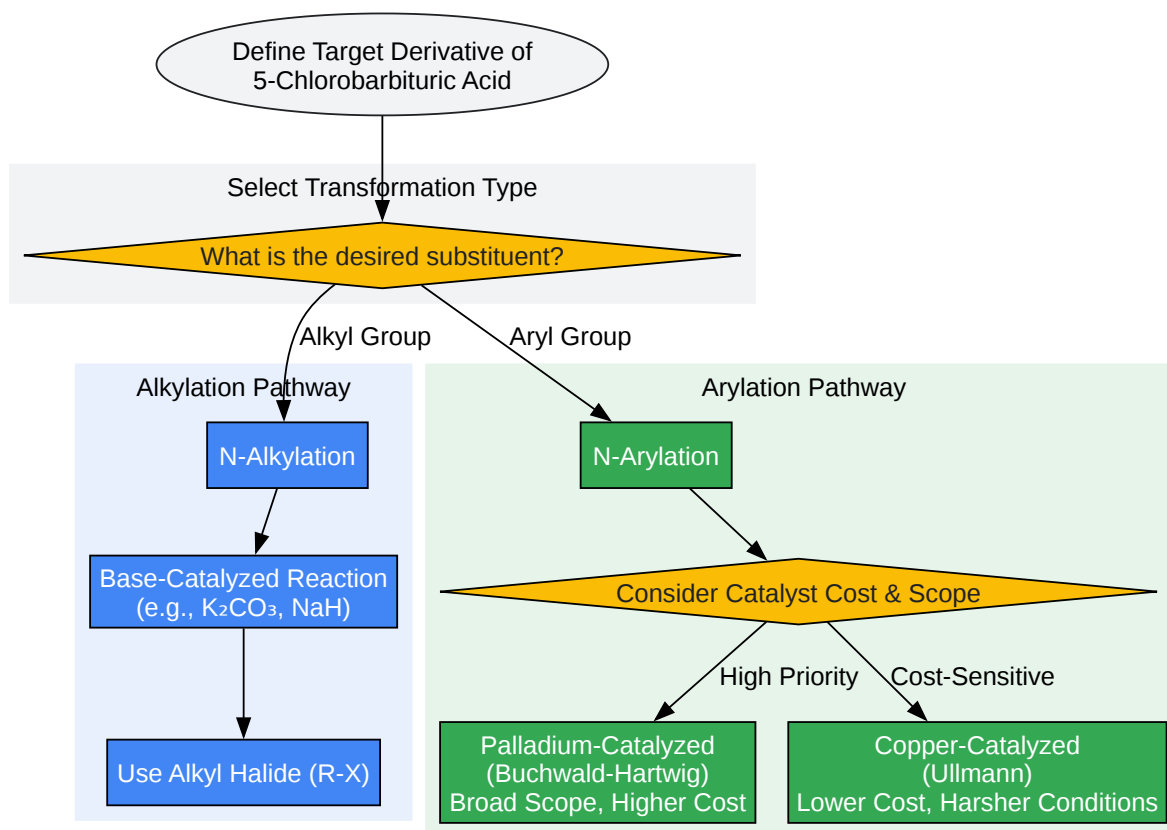 Define Target Derivative of
5-Chlorobarbituric Acid
Select Transformation Type
What is the desired substituent?
Alkyl Group
Aryl Group
Alkylation Pathway
Arylation Pathway
N-Alkylation
N-Arylation
Base-Catalyzed Reaction
(e.g., K₂CO₃, NaH)
Consider Catalyst Cost & Scope
High Priority
Cost-Sensitive
Use Alkyl Halide (R-X)
Palladium-Catalyzed
(Buchwald-Hartwig)
Broad Scope, Higher Cost
Copper-Catalyzed
(Ullmann)
Lower Cost, Harsher Conditions